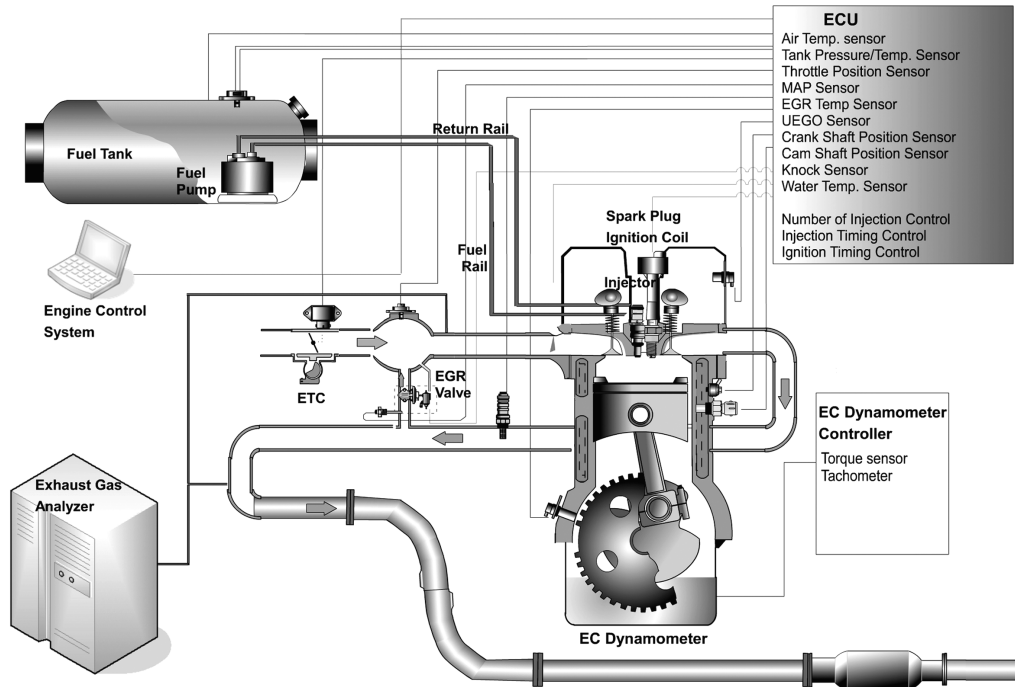 ECU
Air Temp. sensor
Tank Pressure/Temp. Sensor
Throttle Position Sensor
MAP Sensor
EGR Temp Sensor
UEGO Sensor
Crank Shaft Position Sensor
Cam Shaft Position Sensor
Knock Sensor
Water Temp. Sensor
Number of Injection Control
Injection Timing Control
Ignition Timing Control
Return Rail
Fuel Tank
Fuel
Pump
Spark Plug
Ignition Coil
Fuel
Rail
Injector
Engine Control
System
ETC
EGR
Valve
EC Dynamometer
Controller
Torque sensor
Tachometer
Exhaust Gas
Analyzer
EC Dynamometer